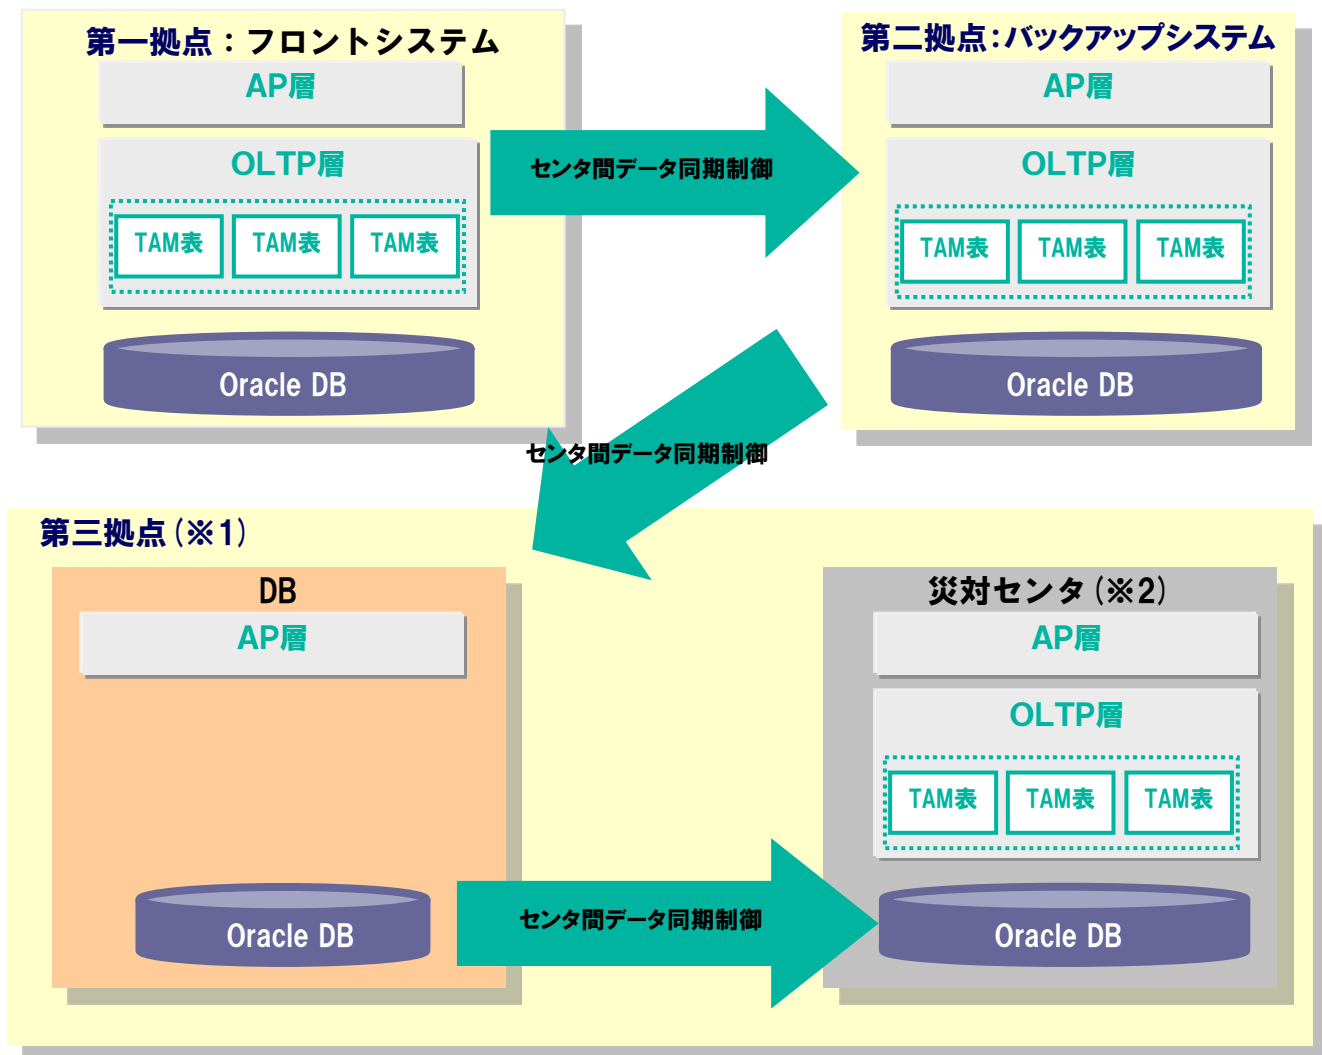 第一拠点：フロントシステム
AP層
OLTP層
TAM表
TAM表
TAM表
Oracle DB
センタ間データ同期制御
第二拠点：バックアップシステム
AP層
OLTP層
TAM表
TAM表
TAM表
Oracle DB
センタ間データ同期制御
第三拠点(※1)
DB
AP層
Oracle DB
センタ間データ同期制御
災対センタ(※2)
AP層
OLTP層
TAM表
TAM表
TAM表
Oracle DB